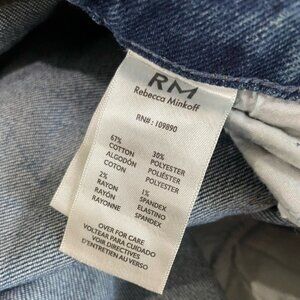 RM
Rebecca Minkoff
RN# : 109890
67% 30%
COTTON POLYESTER
ALGODÓN POLIÉSTER
COTON POLYESTER
2% 1%
RAYON SPANDEX
RAYÓN ELASTINO
RAYONNE SPANDEX
OVER FOR CARE
VOLTEAR PARA CUIDADO
VOIR DIRECTIVES
D'ENTRETIEN AU VERSO